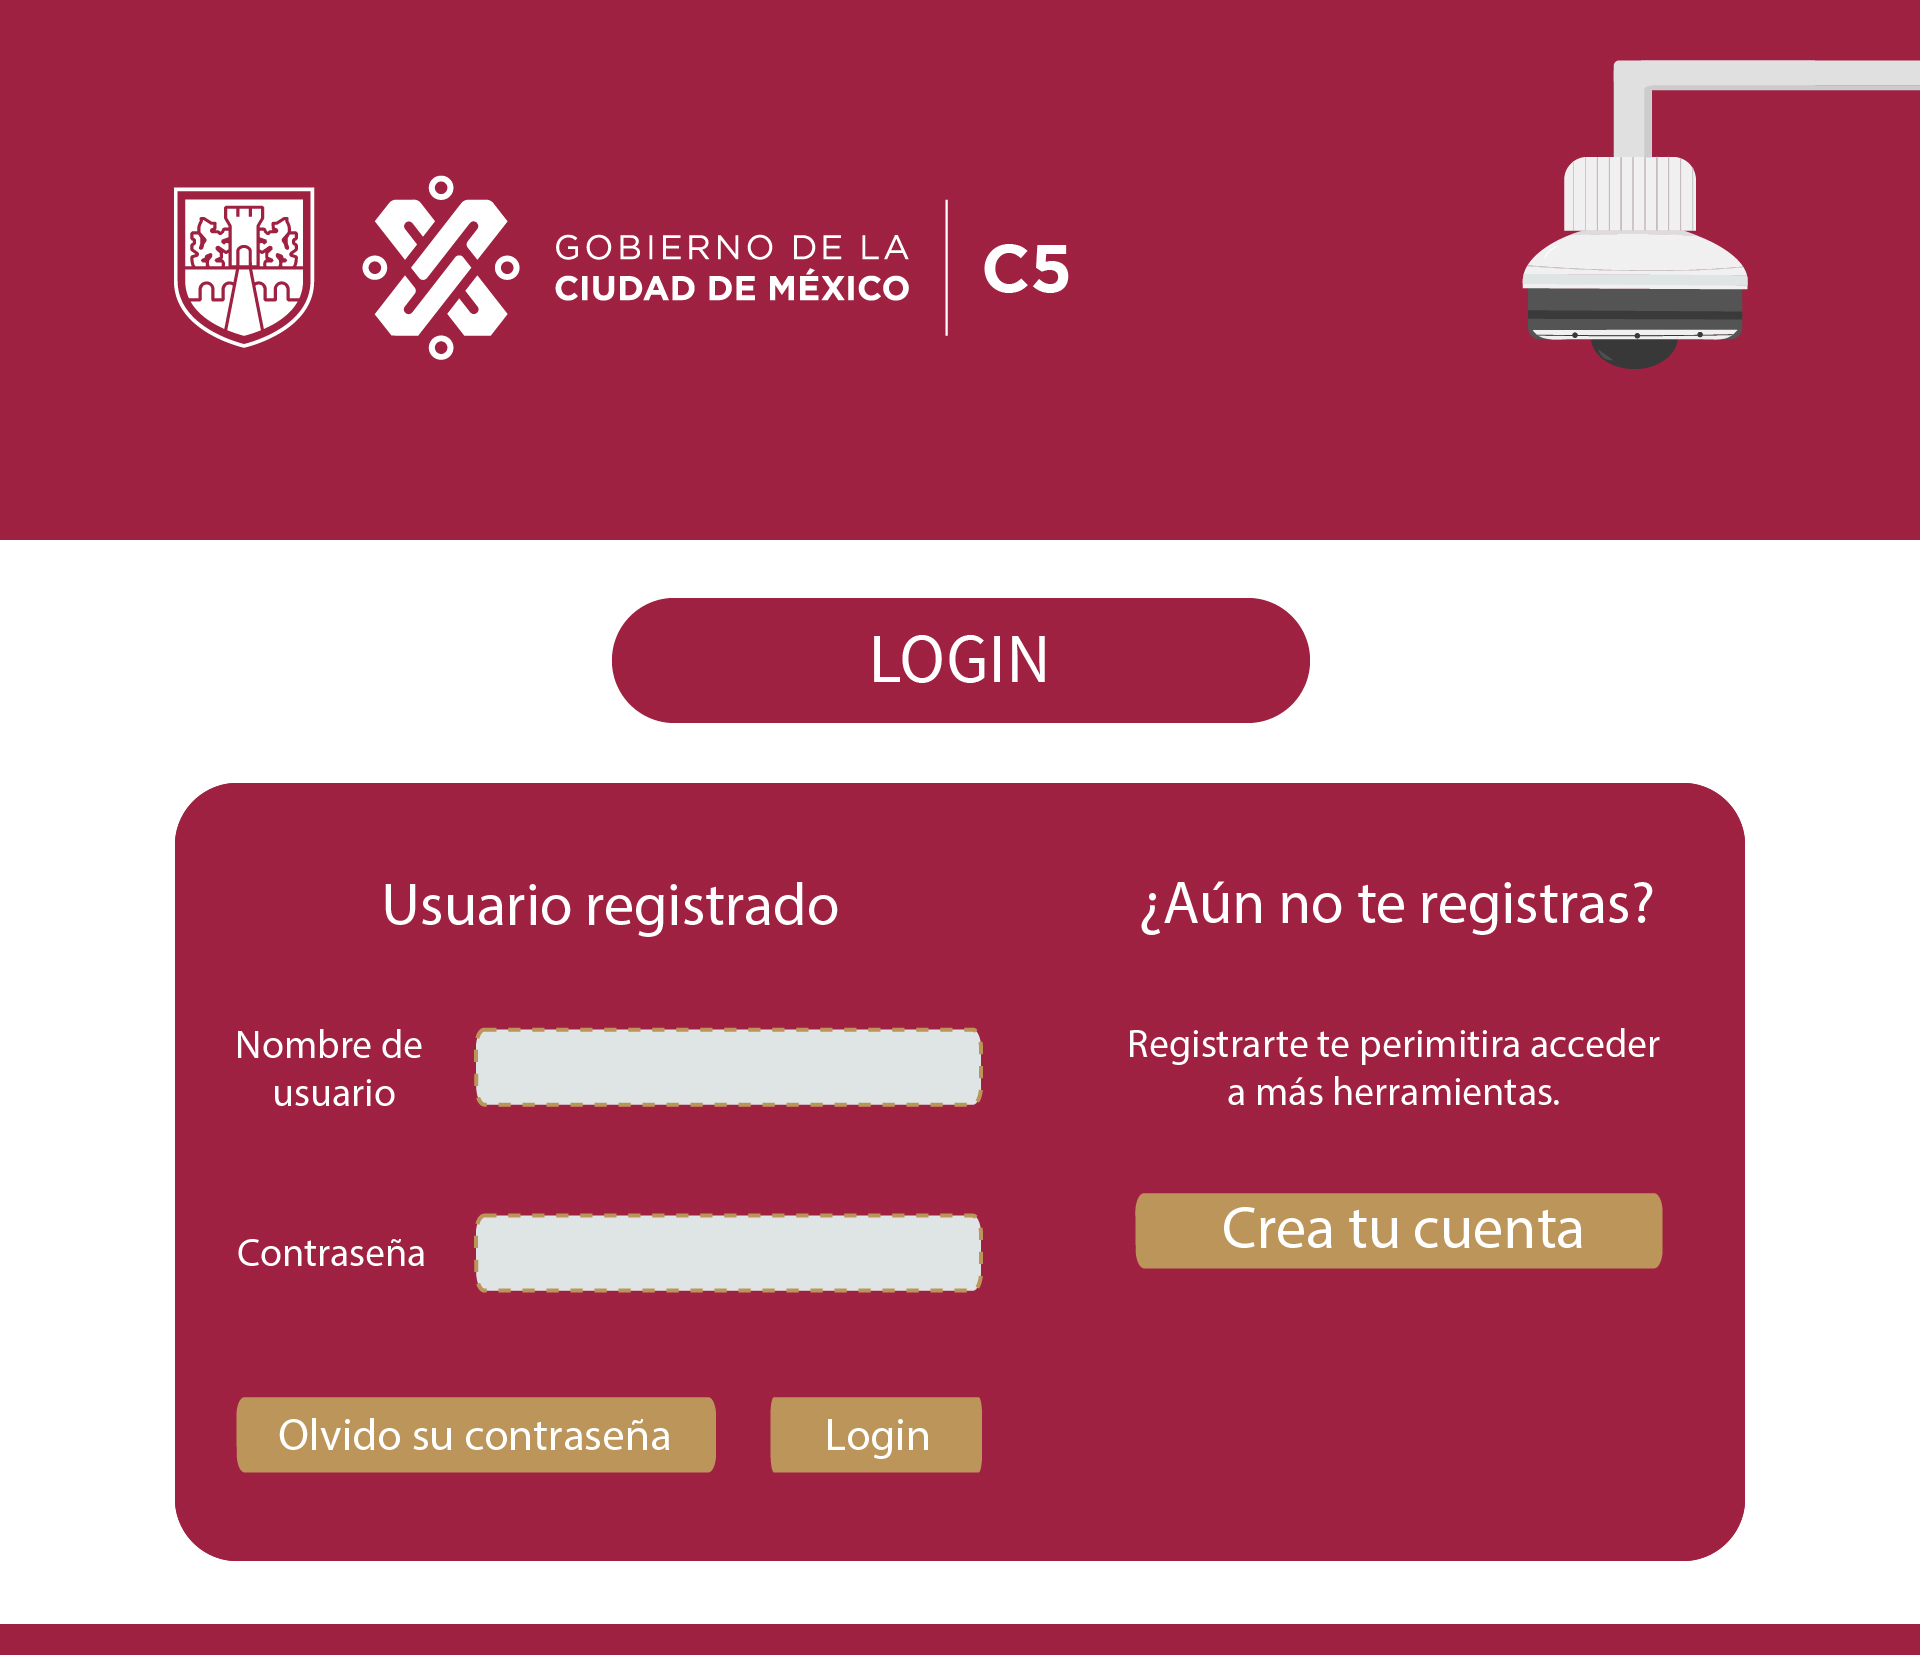 GOBIERNO DE LA
CIUDAD DE MÉXICO
C5
LOGIN
Usuario registrado
Nombre de
usuario
Contraseña
Olvido su contraseña
Login
¿Aún no te registras?
Registrarte te perimitira acceder
a más herramientas.
Crea tu cuenta